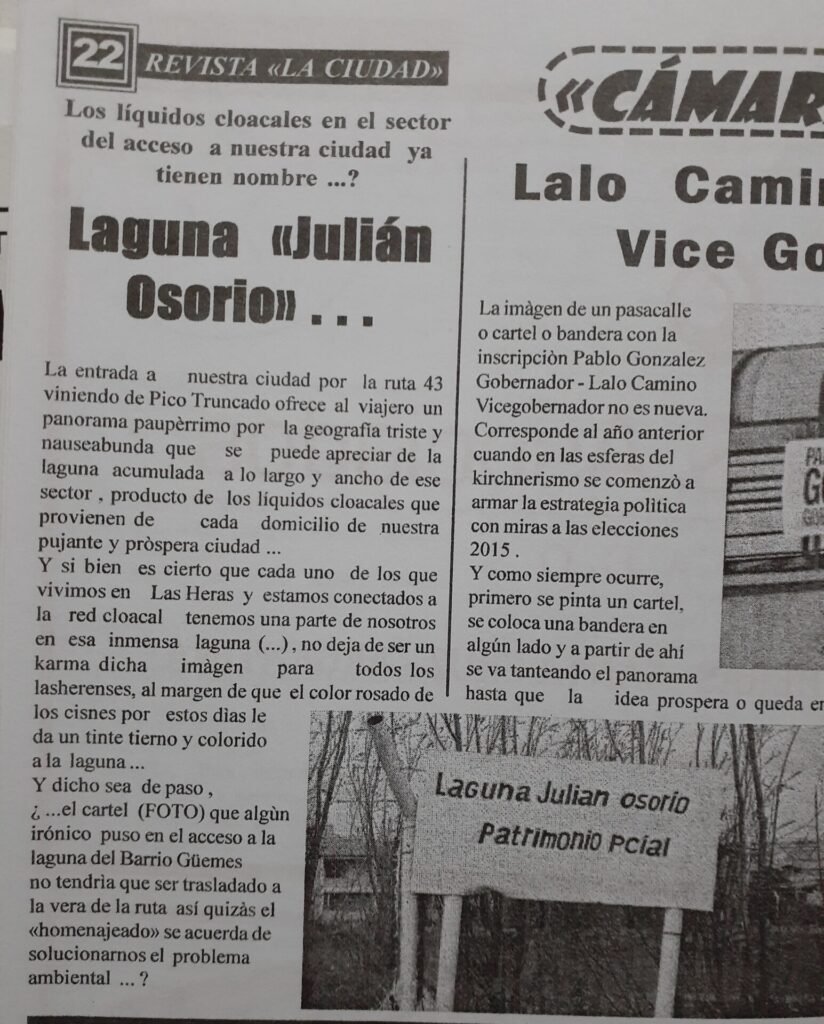 22
REVISTA «LA CIUDAD»
Los líquidos cloacales en el sector
del acceso a nuestra ciudad ya
tienen nombre ...?
Laguna «Julián
Osorio» . . .
La entrada a nuestra ciudad por la ruta 43
viniendo de Pico Truncado ofrece al viajero un
panorama paupèrrimo por la geografía triste y
nauseabunda que se puede apreciar de la
laguna acumulada a lo largo y ancho de ese
sector , producto de los líquidos cloacales que
provienen de cada domicilio de nuestra
pujante y pròspera ciudad ...
Y si bien es cierto que cada uno de los que
vivimos en Las Heras y estamos conectados a
la red cloacal tenemos una parte de nosotros
en esa inmensa laguna (...) , no deja de ser un
karma dicha imàgen para todos los
lasherenses, al margen de que el color rosado de
los cisnes por estos dìas le
da un tinte tierno y colorido
a la laguna ...
Y dicho sea de paso ,
¿ ...el cartel (FOTO) que algùn
irónico puso en el acceso a la
laguna del Barrio Güemes
no tendrìa que ser trasladado a
la vera de la ruta así quizàs el
«homenajeado» se acuerda de
solucionarnos el problema
ambiental ... ?
Laguna Julian osorio
Patrimonio Pcial
«CÁMAR
Lalo Camin
Vice Go
La imàgen de un pasacalle
o cartel o bandera con la
inscripciòn Pablo Gonzalez
Gobernador - Lalo Camino
Vicegobernador no es nueva.
Corresponde al año anterior
cuando en las esferas del
kirchnerismo se comenzò a
armar la estrategia polìtica
con miras a las elecciones
2015 .
Y como siempre ocurre,
primero se pinta un cartel,
se coloca una bandera en
algún lado y a partir de ahí
se va tanteando el panorama
hasta que la idea prospera o queda en
PA
GO